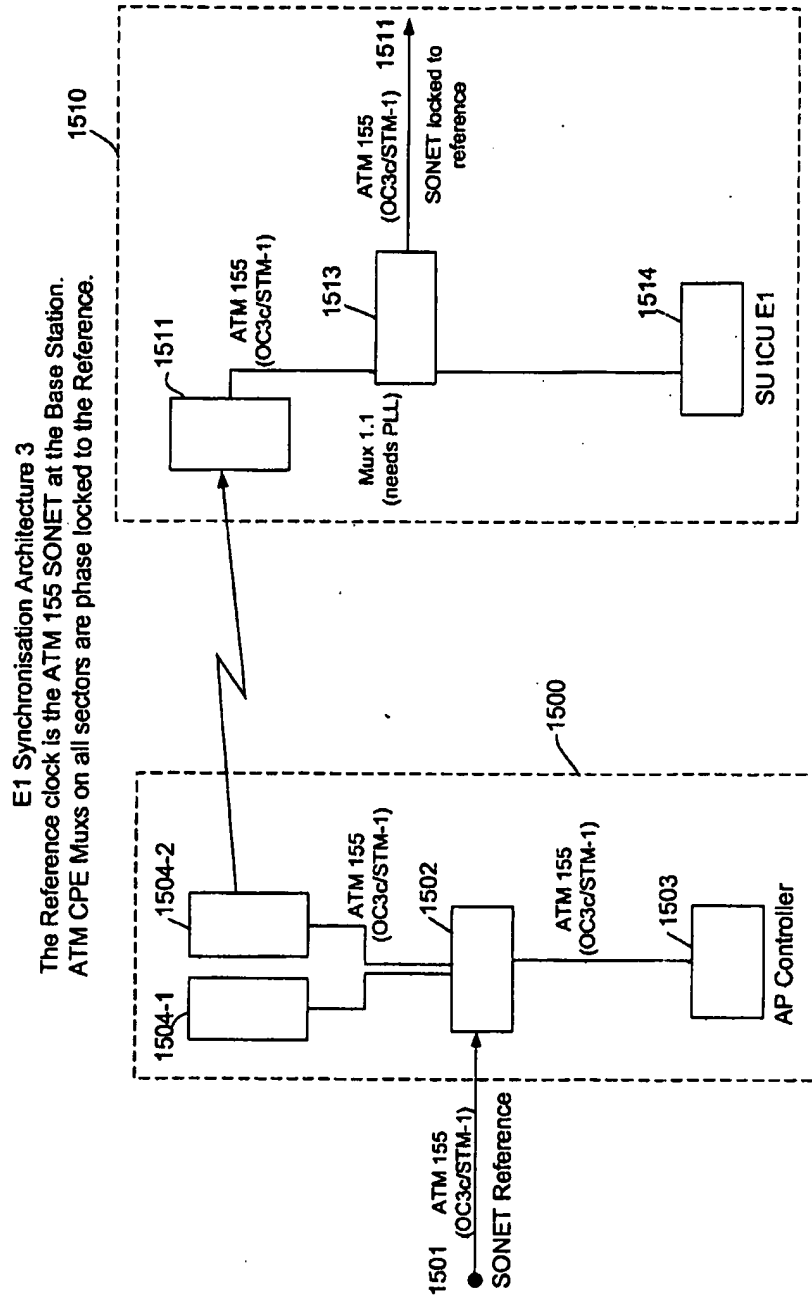 E1 Synchronisation Architecture 3
The Reference clock is the ATM 155 SONET at the Base Station.
ATM CPE Muxs on all sectors are phase locked to the Reference.
1501
ATM 155
(OC3c/STM-1)
SONET Reference
1500
1504-1
1504-2
ATM 155
(OC3c/STM-1)
1502
ATM 155
(OC3c/STM-1)
1503
AP Controller
1510
1511
ATM 155
(OC3c/STM-1)
Mux 1.1
(needs PLL)
1513
ATM 155
(OC3c/STM-1)
1511
SONET locked to
reference
1514
SU ICU E1